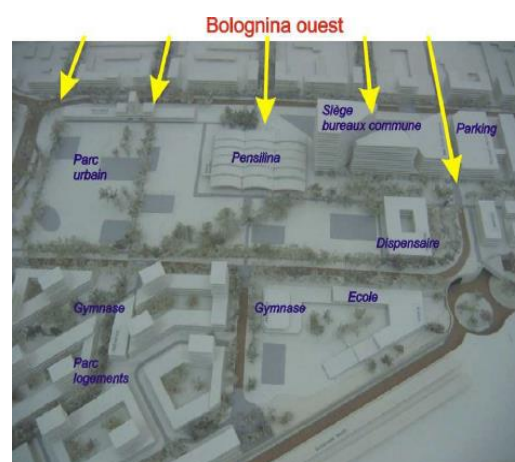 Bolognina ouest
Siège
bureaux commune
Parking
Parc
urbain
Pensilina
Dispensaire
Gymnase
Gymnase
Ecole
Parc
logements